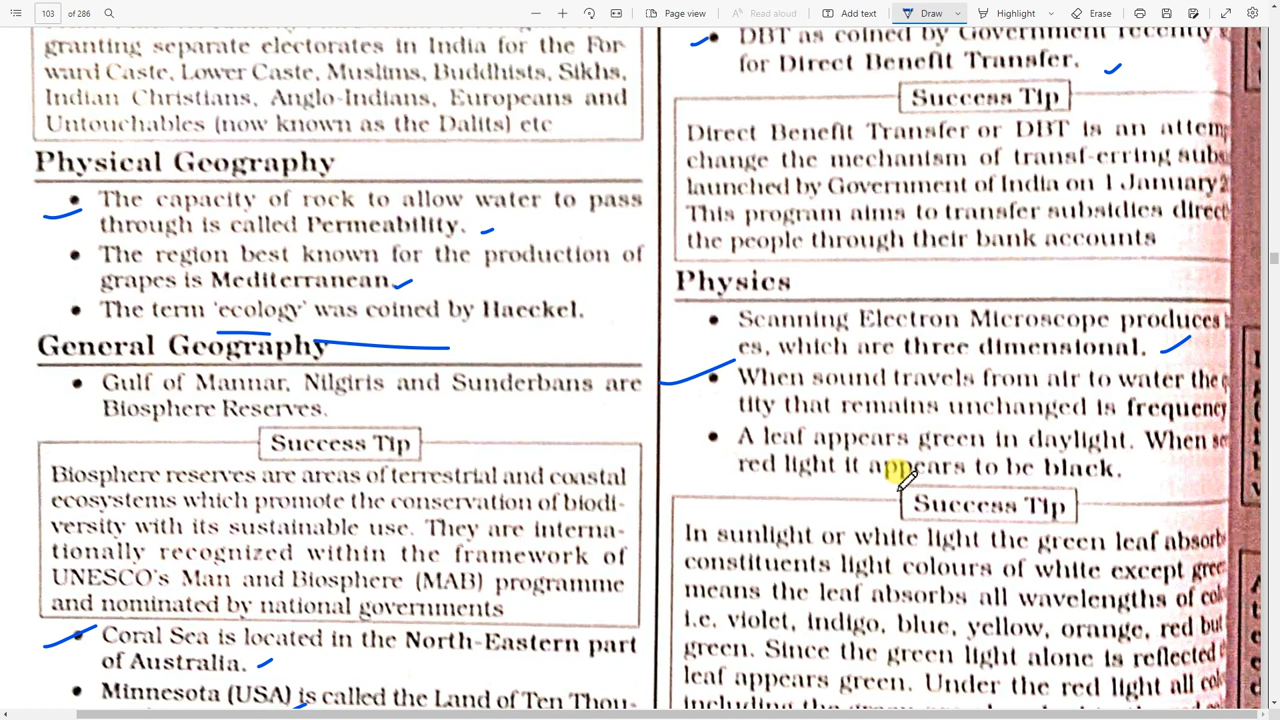 103 of 286
Page view
Read aloud
Add text
Draw
Highlight
Erase
granting separate electorates in India for the For-
ward Caste, Lower Caste, Muslims, Buddhists, Sikhs,
Indian Christians, Anglo-Indians, Europeans and
Untouchables (now known as the Dalits) etc
Physical Geography
• The capacity of rock to allow water to pass
through is called Permeability.
• The region best known for the production of
grapes is Mediterranean.
• The term 'ecology' was coined by Haeckel.
General Geography
• Gulf of Mannar, Nilgiris and Sunderbans are
Biosphere Reserves.
Success Tip
Biosphere reserves are areas of terrestrial and coastal
ecosystems which promote the conservation of biodi-
versity with its sustainable use. They are interna-
tionally recognized within the framework of
UNESCO's Man and Biosphere (MAB) programme
and nominated by national governments
• Coral Sea is located in the North-Eastern part
of Australia.
• Minnesota (USA) is called the Land of Ten Thou-
• DBT as coined by Government recently
for Direct Benefit Transfer.
Success Tip
Direct Benefit Transfer or DBT is an attem
change the mechanism of transf-erring subs
launched by Government of India on 1 January
This program aims to transfer subsidies direct
the people through their bank accounts
Physics
• Scanning Electron Microscope produces
es, which are three dimensional.
• When sound travels from air to water the
tity that remains unchanged is frequency
• A leaf appears green in daylight. When
red light it appears to be black.
Success Tip
In sunlight or white light the green leaf absorb
constituents light colours of white except gree
means the leaf absorbs all wavelengths of
i.e. violet, indigo, blue, yellow, orange, red but
green. Since the green light alone is reflected
leaf appears green. Under the red light all
including the